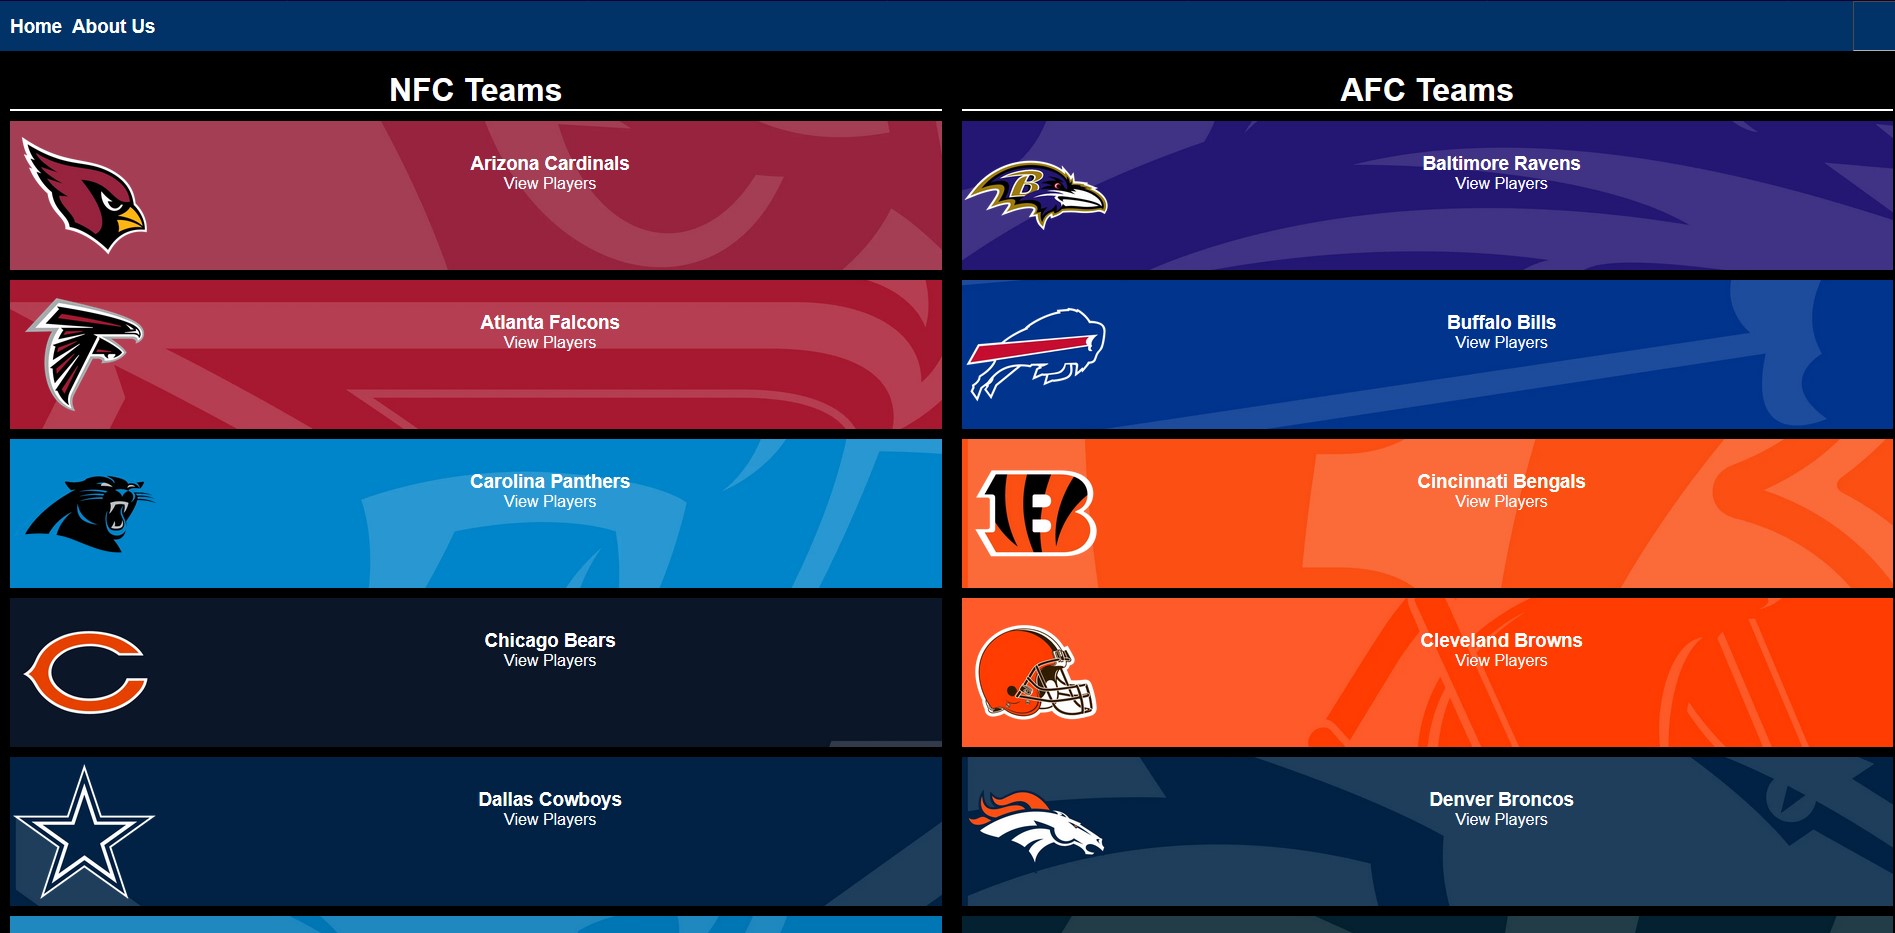 Home About Us
NFC Teams
Arizona Cardinals
View Players
Atlanta Falcons
View Players
Carolina Panthers
View Players
Chicago Bears
View Players
Dallas Cowboys
View Players
AFC Teams
B
Baltimore Ravens
View Players
Buffalo Bills
View Players
B
Cincinnati Bengals
View Players
Cleveland Browns
View Players
Denver Broncos
View Players